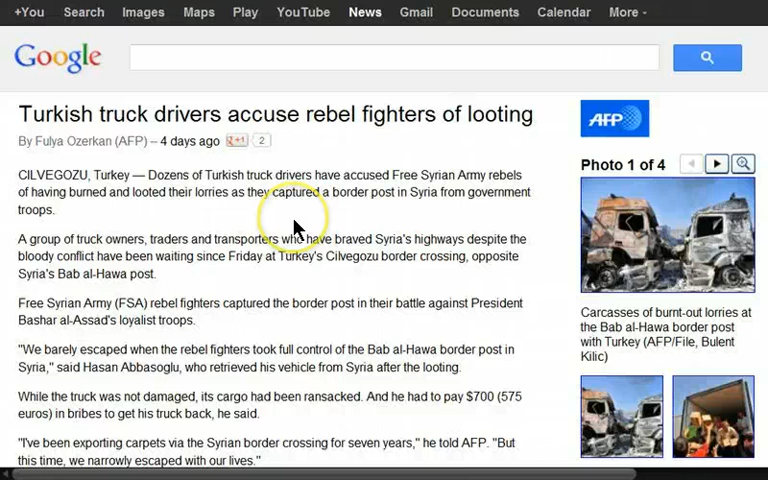 +You Search Images Maps Play YouTube News Gmail Documents Calendar More
Google
Turkish truck drivers accuse rebel fighters of looting
By Fulya Ozerkan (AFP) – 4 days ago +1 2
CILVEGOZU, Turkey — Dozens of Turkish truck drivers have accused Free Syrian Army rebels
of having burned and looted their lorries as they captured a border post in Syria from government
troops.
A group of truck owners, traders and transporters who have braved Syria's highways despite the
bloody conflict have been waiting since Friday at Turkey's Cilvegozu border crossing, opposite
Syria's Bab al-Hawa post.
Free Syrian Army (FSA) rebel fighters captured the border post in their battle against President
Bashar al-Assad's loyalist troops.
"We barely escaped when the rebel fighters took full control of the Bab al-Hawa border post in
Syria," said Hasan Abbasoglu, who retrieved his vehicle from Syria after the looting.
While the truck was not damaged, its cargo had been ransacked. And he had to pay $700 (575
euros) in bribes to get his truck back, he said.
"I've been exporting carpets via the Syrian border crossing for seven years," he told AFP. "But
this time, we narrowly escaped with our lives."
AFP
Photo 1 of 4
Carcasses of burnt-out lorries at
the Bab al-Hawa border post
with Turkey (AFP/File, Bulent
Kilic)